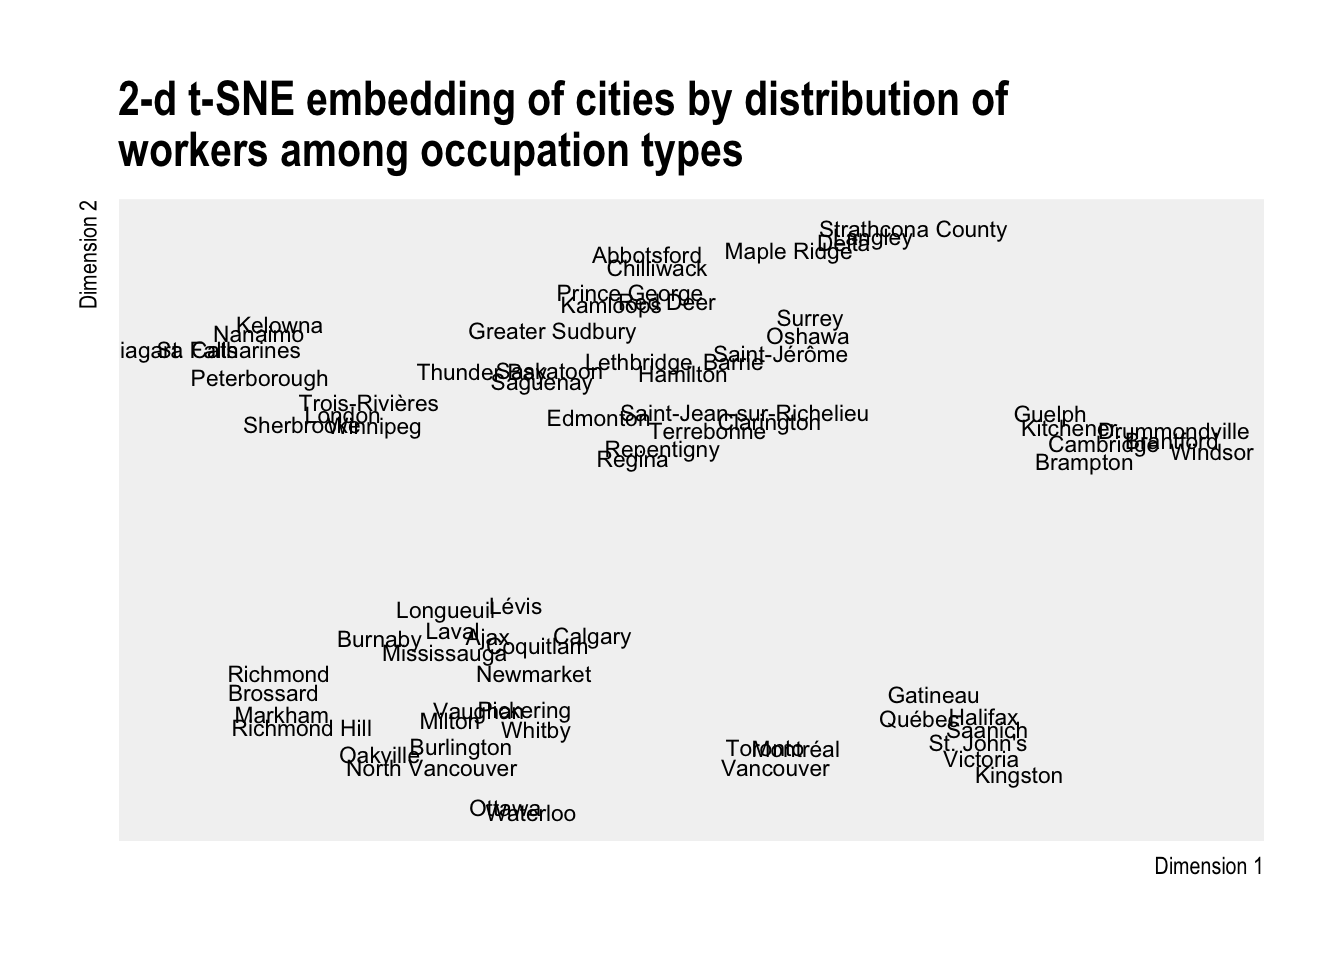 2-d t-SNE embedding of cities by distribution of
workers among occupation types
Dimension 2
Strathcona County
Langley
Delta
Maple Ridge
Abbotsford
Chilliwack
Prince George
Red Deer
Kamloops
Surrey
Kelowna
Greater Sudbury
Nanaimo
Oshawa
iagara Falls
St. Catharines
Saint-Jérôme
Lethbridge
Barrie
Thunder Bay
Saskatoon
Hamilton
Peterborough
Saguenay
Trois-Rivières
London
Saint-Jean-sur-Richelieu
Guelph
Edmonton
Clarington
Sherbrooke
Winnipeg
Kitchener
Terrebonne
Drummondville
Brantford
Cambridge
Repentigny
Windsor
Regina
Brampton
Lévis
Longueuil
Laval
Ajax
Calgary
Burnaby
Coquitlam
Mississauga
Richmond
Newmarket
Brossard
Gatineau
Vaughan
Pickering
Markham
Halifax
Québec
Milton
Richmond Hill
Whitby
Saanich
St. John's
Burlington
Toronto
Montréal
Oakville
Victoria
North Vancouver
Vancouver
Kingston
Ottawa
Waterloo
Dimension 1